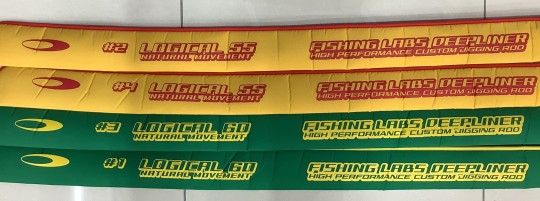 #2 LOGICAL 55 FISHING LABS DEEPLINER
NATURAL MOVEMENT HIGH PERFORMANCE CUSTOM JIGGING ROD
#4 LOGICAL 55 FISHING LABS DEEPLINER
NATURAL MOVEMENT HIGH PERFORMANCE CUSTOM JIGGING ROD
#3 LOGICAL 60 FISHING LABS DEEPLINER
NATURAL MOVEMENT HIGH PERFORMANCE CUSTOM JIGGING ROD
#1 LOGICAL 60 FISHING LABS DEEPLINER
NATURAL MOVEMENT HIGH PERFORMANCE CUSTOM JIGGING ROD